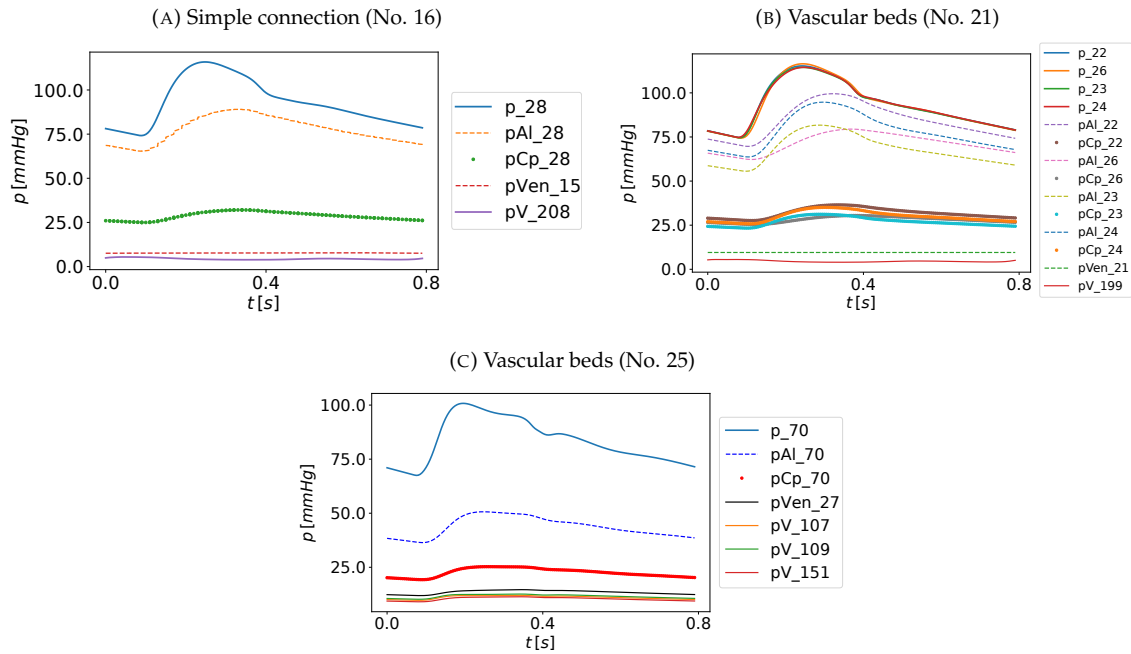 (A) Simple connection (No. 16)
100.0
75.0
50.0
25.0
0.0
p [mmHg]
0.0
0.4
0.8
t [s]
p_28
pAl_28
pCp_28
pVen_15
pV_208
(B) Vascular beds (No. 21)
100.0
75.0
50.0
25.0
0.0
p [mmHg]
0.0
0.4
0.8
t [s]
p_22
p_26
p_23
p_24
pAl_22
pCp_22
pAl_26
pCp_26
pAl_23
pCp_23
pAl_24
pCp_24
pVen_21
pV_199
(C) Vascular beds (No. 25)
100.0
75.0
50.0
25.0
p [mmHg]
0.0
0.4
0.8
t [s]
p_70
pAl_70
pCp_70
pVen_27
pV_107
pV_109
pV_151